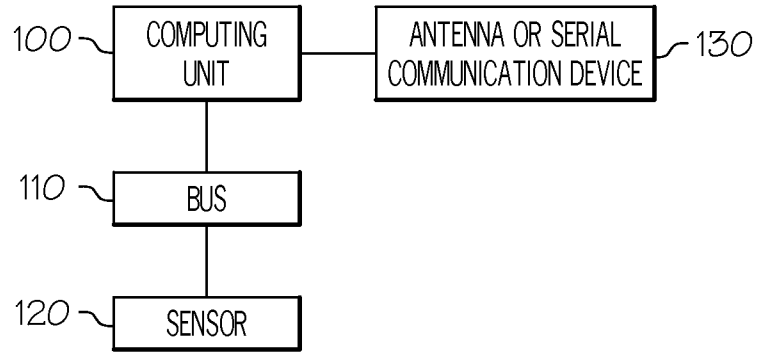 100
COMPUTING
UNIT
ANTENNA OR SERIAL
COMMUNICATION DEVICE
130
110
BUS
120
SENSOR